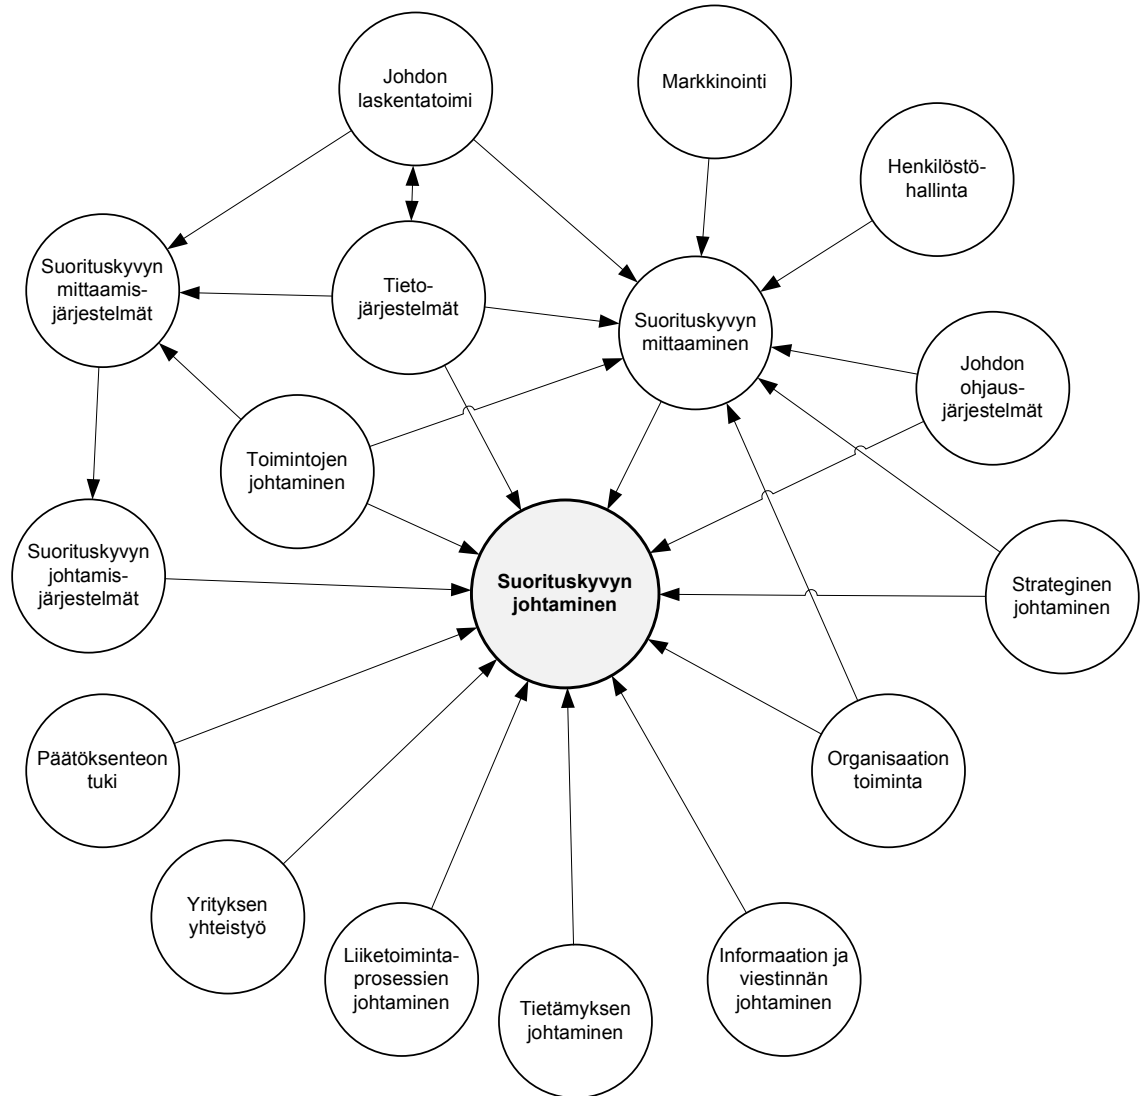 Johdon
laskentatoimi
Markkinointi
Henkilöstö-
hallinta
Suorituskyvyn
mittaamis-
järjestelmät
Tieto-
järjestelmät
Suorituskyvyn
mittaaminen
Johdon
ohjaus-
järjestelmät
Toimintojen
johtaminen
Suorituskyvyn
johtamis-
järjestelmät
Suorituskyvyn
johtaminen
Strateginen
johtaminen
Päätöksenteon
tuki
Organisaation
toiminta
Yrityksen
yhteistyö
Liiketoiminta-
prosessien
johtaminen
Tietämyksen
johtaminen
Informaation ja
viestinnän
johtaminen